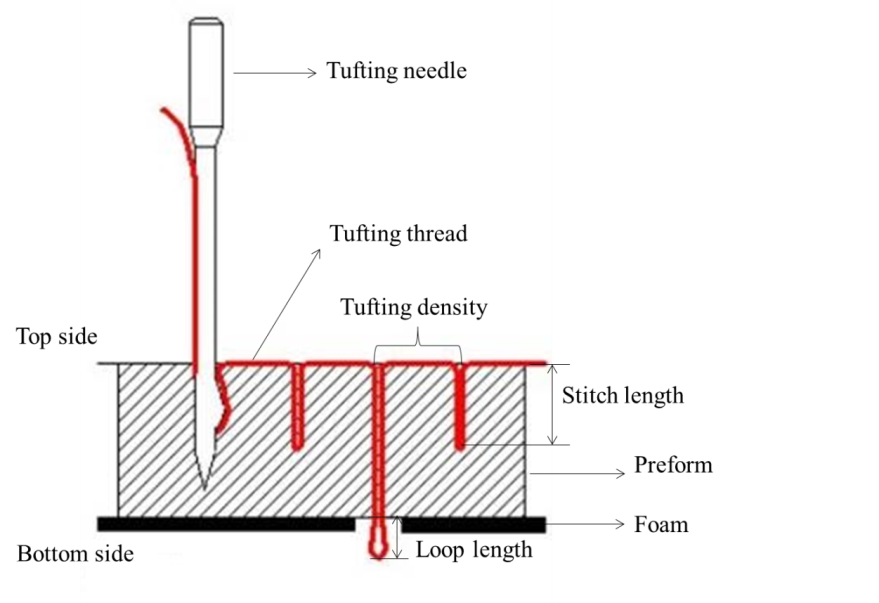 Tufting needle
Tufting thread
Tufting density
Top side
Stitch length
Preform
Foam
Loop length
Bottom side